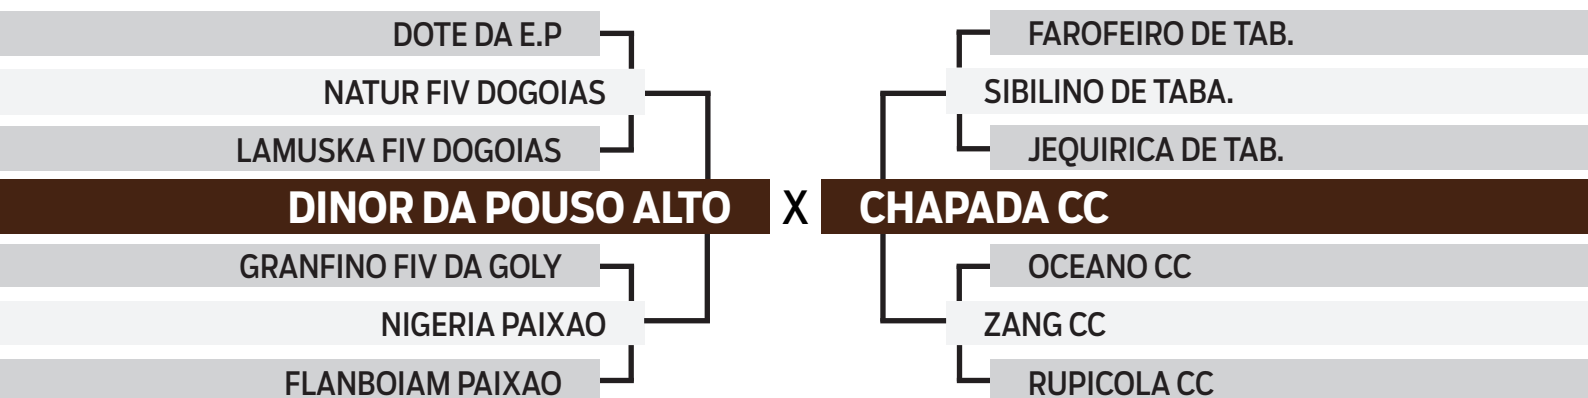 DOTE DA E.P
NATUR FIV DOGOIAS
LAMUSKA FIV DOGOIAS
DINOR DA POUSO ALTO
GRANFINO FIV DA GOLY
NIGERIA PAIXAO
FLANBOIAM PAIXAO
X
FAROFEIRO DE TAB.
SIBILINO DE TABA.
JEQUIRICA DE TAB.
CHAPADA CC
OCEANO CC
ZANG CC
RUPICOLA CC